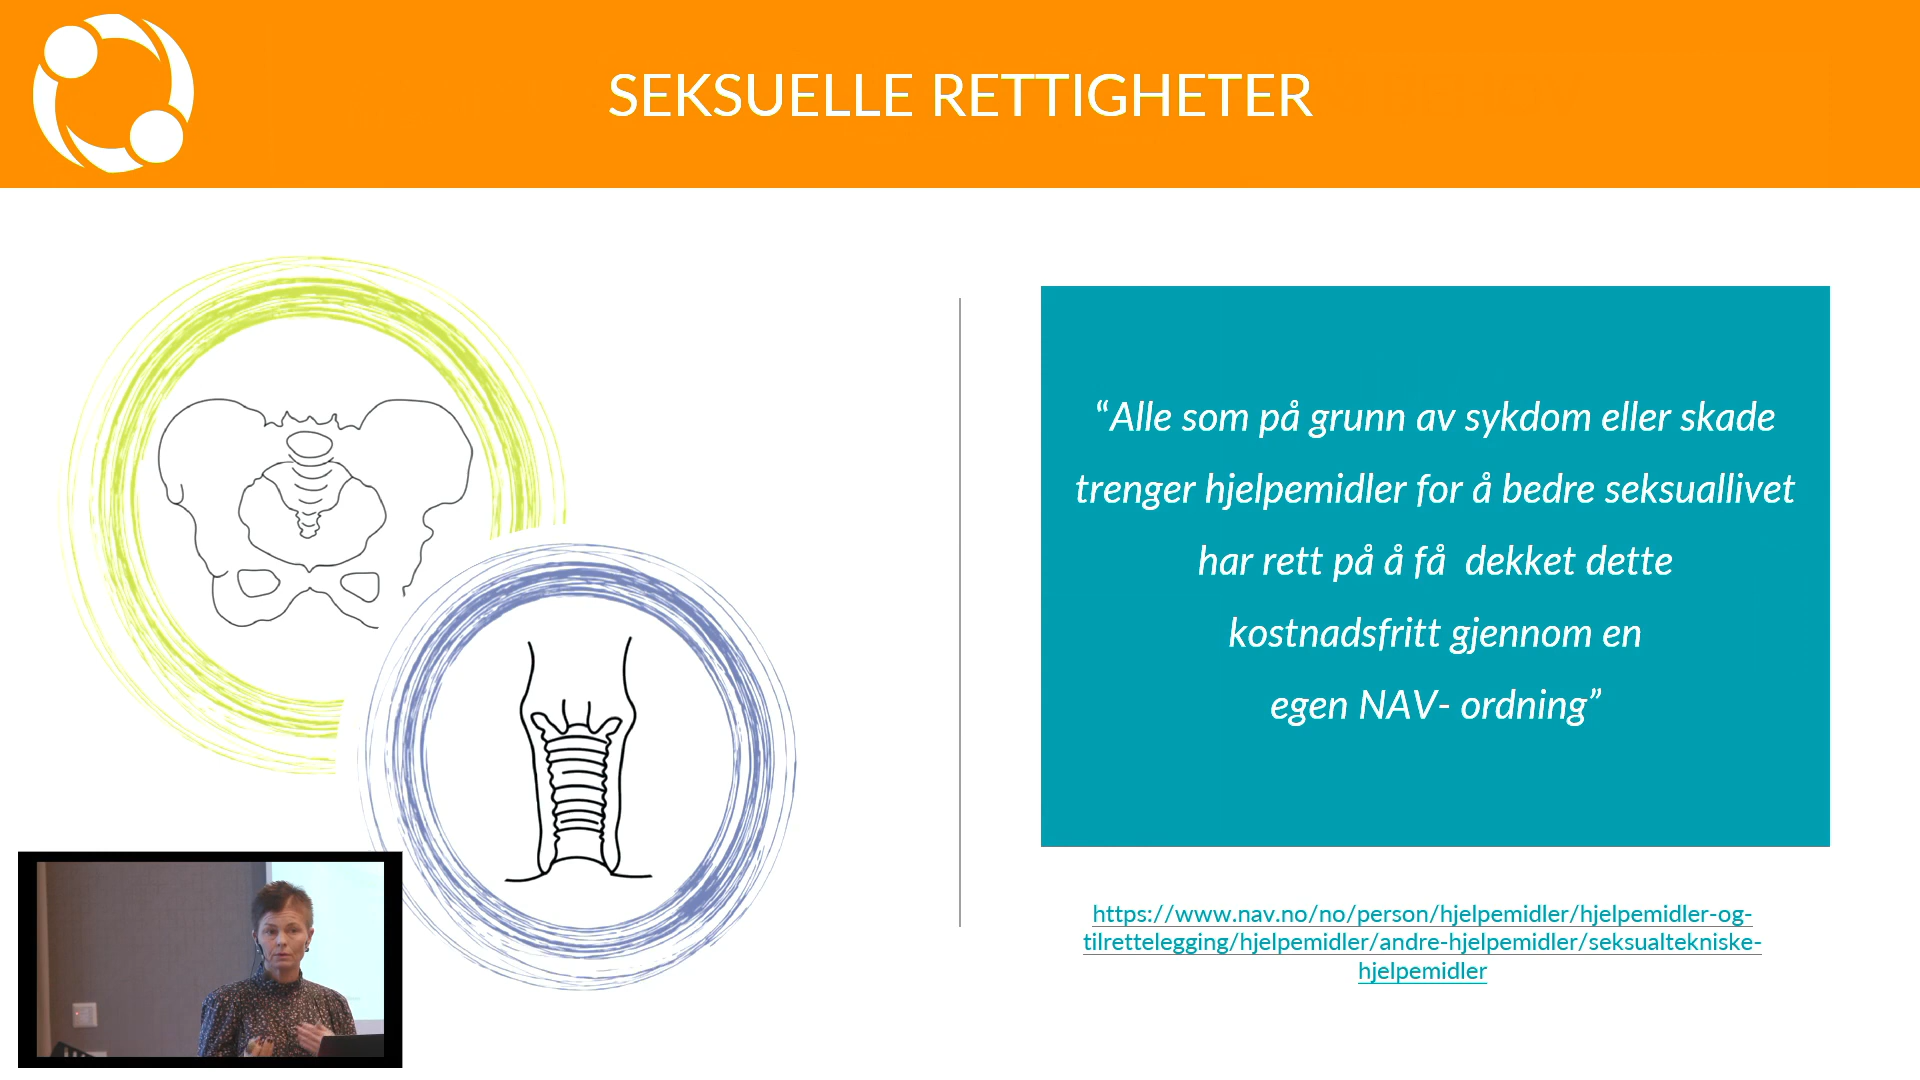 SEKSUELLE RETTIGHETER
“Alle som på grunn av sykdom eller skade
trenger hjelpemidler for å bedre seksuallivet
har rett på å få  dekket dette
kostnadsfritt gjennom en
egen NAV- ordning”
https://www.nav.no/no/person/hjelpemidler/hjelpemidler-og-
tilrettelegging/hjelpemidler/andre-hjelpemidler/seksualtekniske-
hjelpemidler